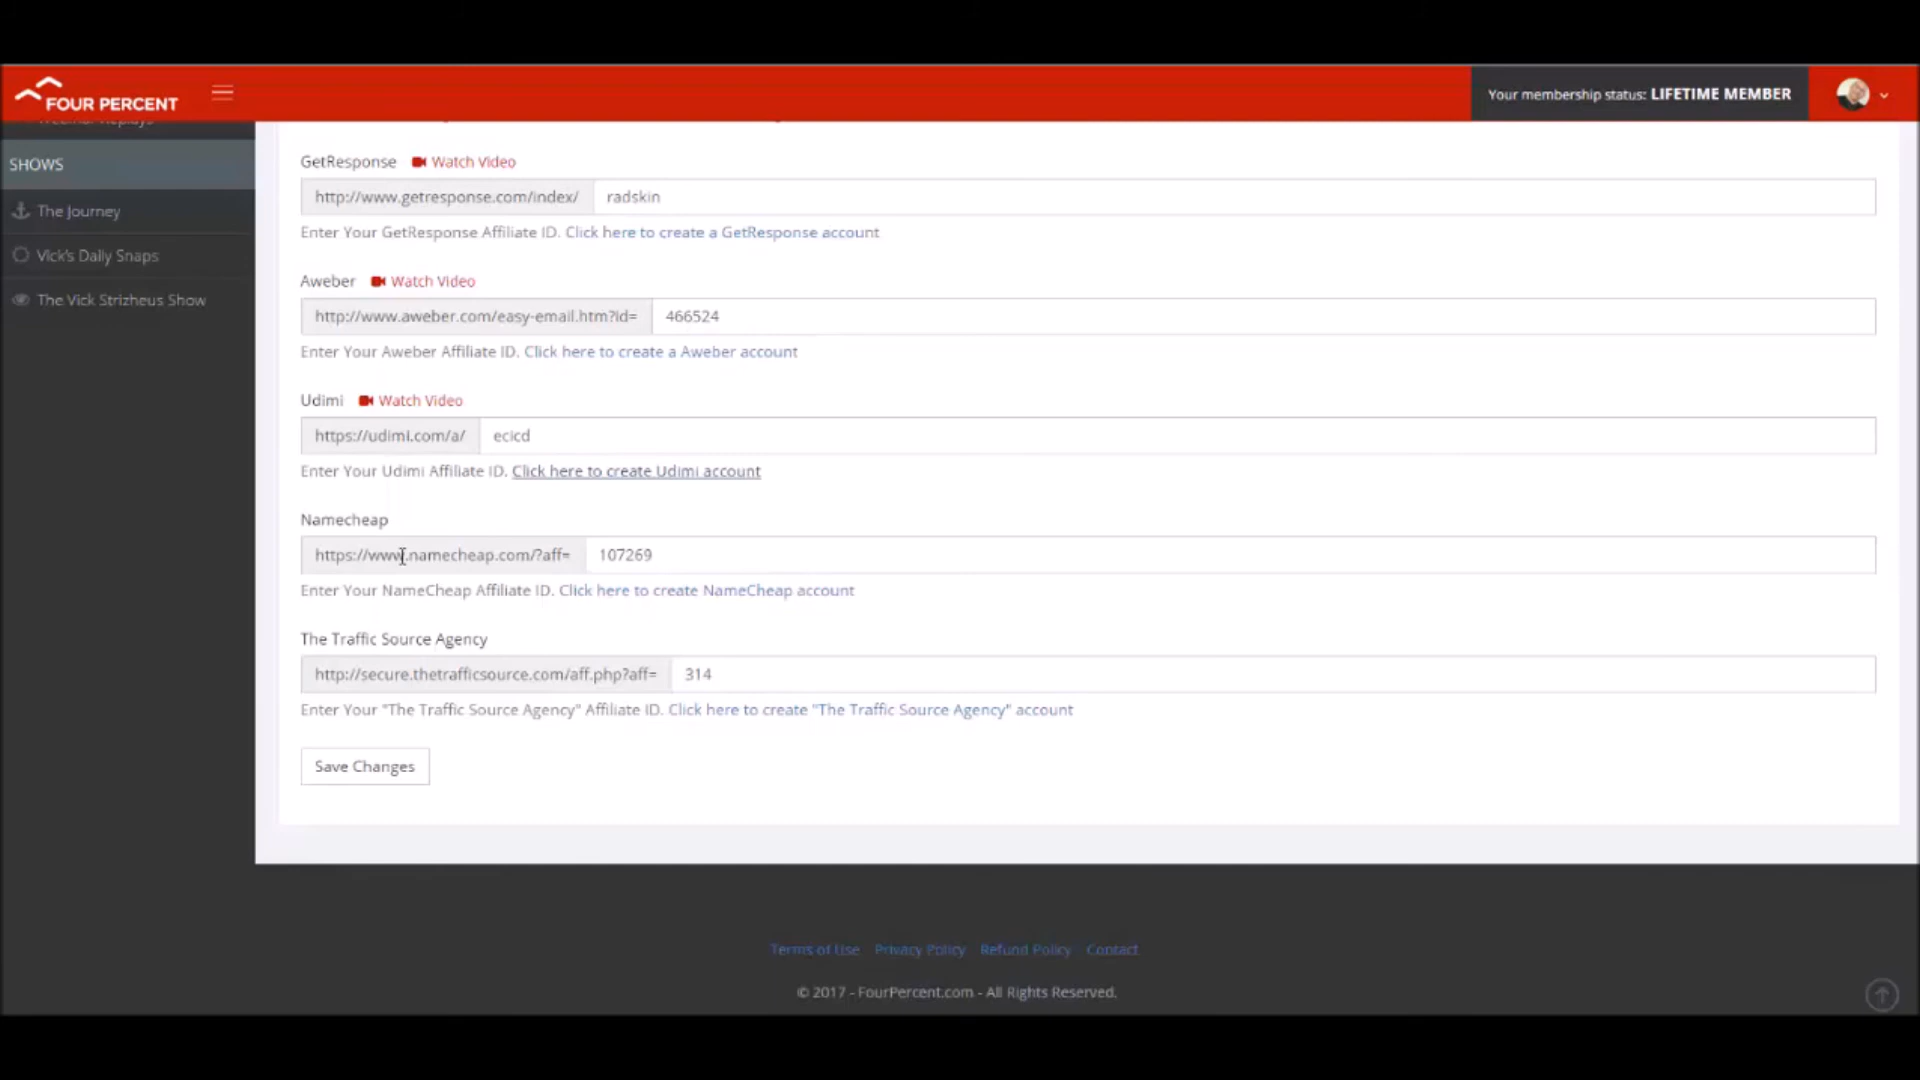 FOUR PERCENT
Your membership status: LIFETIME MEMBER
Webinar Replays
SHOWS
The Journey
Vick's Daily Snaps
The Vick Strizheus Show
GetResponse Watch Video
http://www.getresponse.com/index/ radskin
Enter Your GetResponse Affiliate ID. Click here to create a GetResponse account
Aweber Watch Video
http://www.aweber.com/easy-email.htm?id= 466524
Enter Your Aweber Affiliate ID. Click here to create a Aweber account
Udimi Watch Video
https://udimi.com/a/ ecicd
Enter Your Udimi Affiliate ID. Click here to create Udimi account
Namecheap
https://www.namecheap.com/?aff= 107269
Enter Your NameCheap Affiliate ID. Click here to create NameCheap account
The Traffic Source Agency
http://secure.thetrafficsource.com/aff.php?aff= 314
Enter Your "The Traffic Source Agency" Affiliate ID. Click here to create "The Traffic Source Agency" account
Save Changes
Terms of Use Privacy Policy Refund Policy Contact
© 2017 - FourPercent.com - All Rights Reserved.